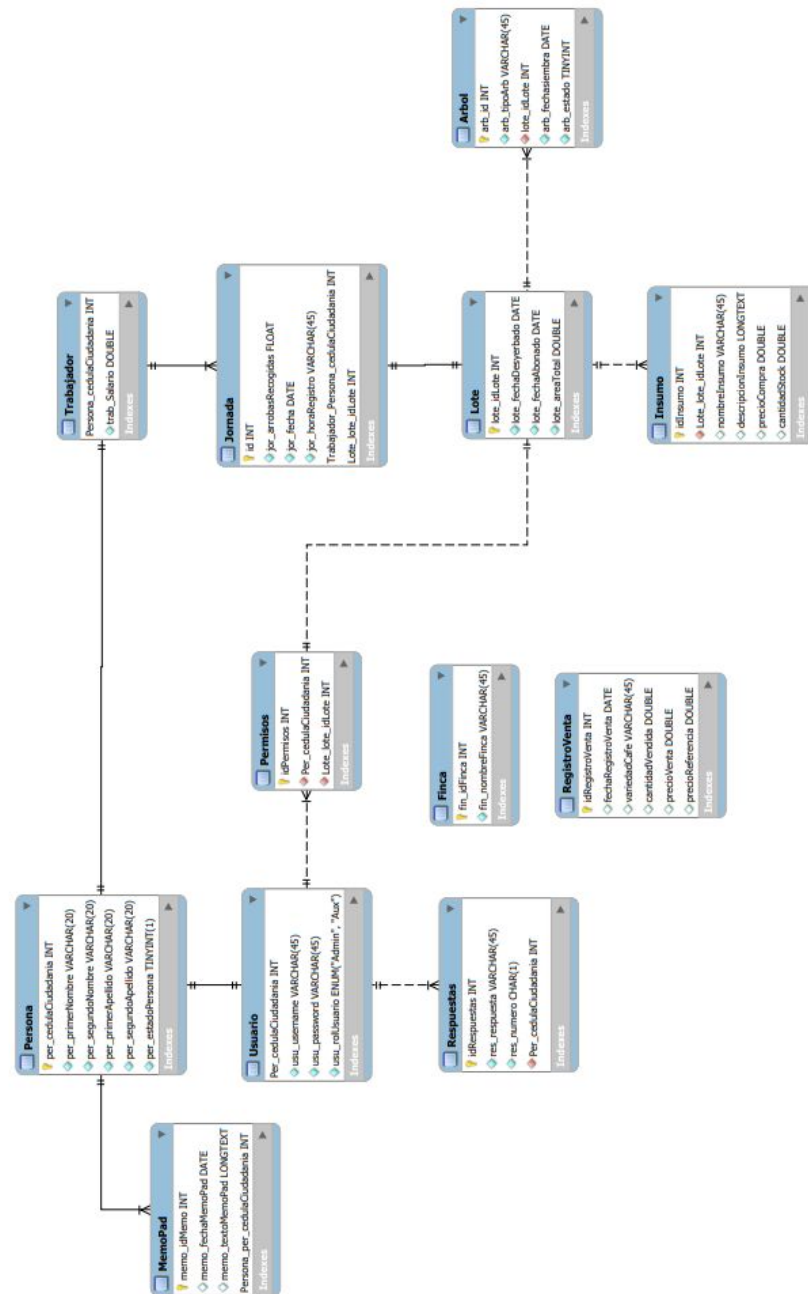 MemoPad
memo_idMemo INT
memo_fechaMemoPad DATE
memo_textoMemoPad LONGTEXT
Persona_per_cedulaCiudadania INT
Indexes
Persona
per_cedulaCiudadania INT
per_primerNombre VARCHAR(20)
per_segundoNombre VARCHAR(20)
per_primerApellido VARCHAR(20)
per_segundoApellido VARCHAR(20)
per_estadoPersona TINYINT(1)
Indexes
Trabajador
Persona_cedulaCiudadania INT
trab_Salario DOUBLE
Indexes
Usuario
Per_cedulaCiudadania INT
usu_username VARCHAR(45)
usu_password VARCHAR(45)
usu_rolUsuario ENUM("Admin", "Aux")
Indexes
Permisos
idPermisos INT
Per_cedulaCiudadania INT
Lote_lote_idLote INT
Indexes
Jornada
id INT
jor_arrobasRecogidas FLOAT
jor_fecha DATE
jor_horaRegistro VARCHAR(45)
Trabajador_Persona_cedulaCiudadania INT
Lote_lote_idLote INT
Indexes
Arbol
arb_id INT
arb_tipoArb VARCHAR(45)
lote_idLote INT
arb_fechasiembra DATE
arb_estado TINYINT
Indexes
Respuestas
idRespuestas INT
res_respuesta VARCHAR(45)
res_numero CHAR(1)
Per_cedulaCiudadania INT
Indexes
Finca
fin_idFinca INT
fin_nombreFinca VARCHAR(45)
Indexes
Lote
lote_idLote INT
lote_fechaDesyerbado DATE
lote_fechaAbonado DATE
lote_areaTotal DOUBLE
Indexes
RegistroVenta
idRegistroVenta INT
fechaRegistroVenta DATE
variedadCafe VARCHAR(45)
cantidadVendida DOUBLE
precioVenta DOUBLE
precioReferencia DOUBLE
Indexes
Insumo
idInsumo INT
Lote_lote_idLote INT
nombreInsumo VARCHAR(45)
descripcionInsumo LONGTEXT
precioCompra DOUBLE
cantidadStock DOUBLE
Indexes